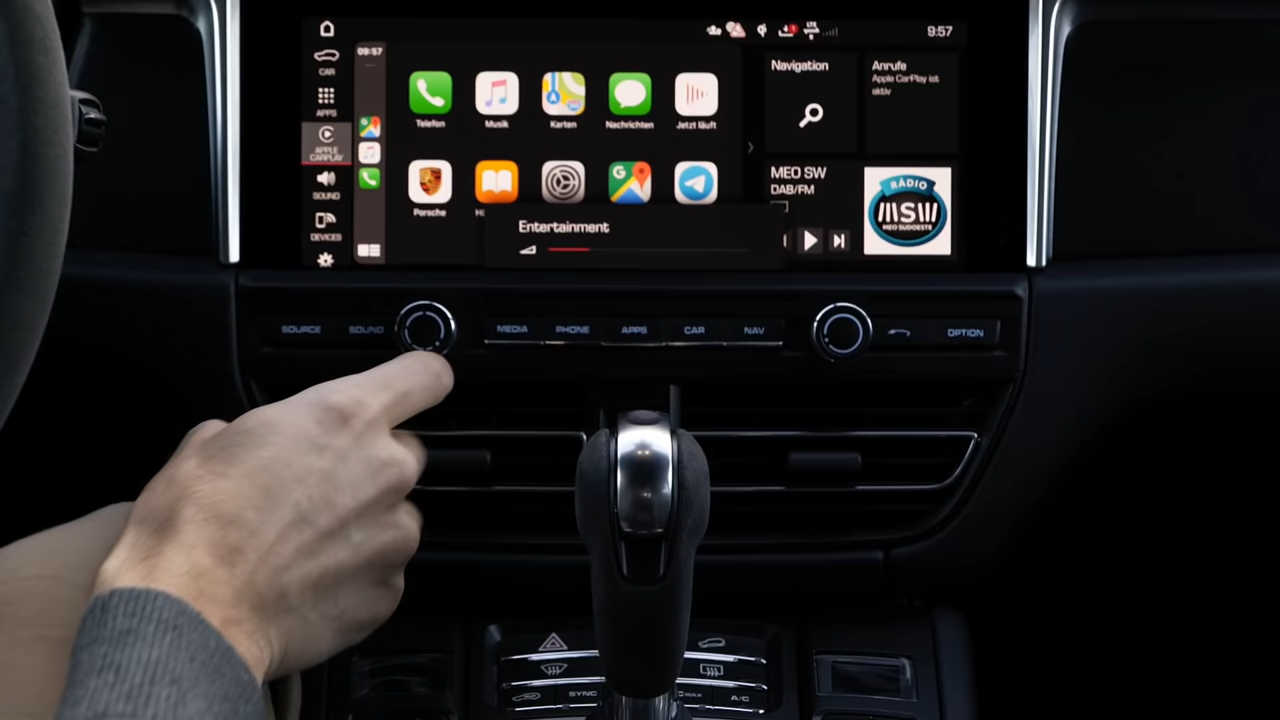 9:57
LTE
CAR
APPS
APPLE
CARPLAY
SOUND
DEVICES
09:57
Telefon
Musik
Karten
Nachrichten
Jetzt läuft
Porsche
Navigation
Anrufe
Apple CarPlay ist
aktiv
MEO SW
DAB/FM
RÁDIO
MSW
MEO SUDOESTE
Entertainment
SOURCE
SOUND
MEDIA
PHONE
APPS
CAR
NAV
OPTION
SYNC
MAX
A/C